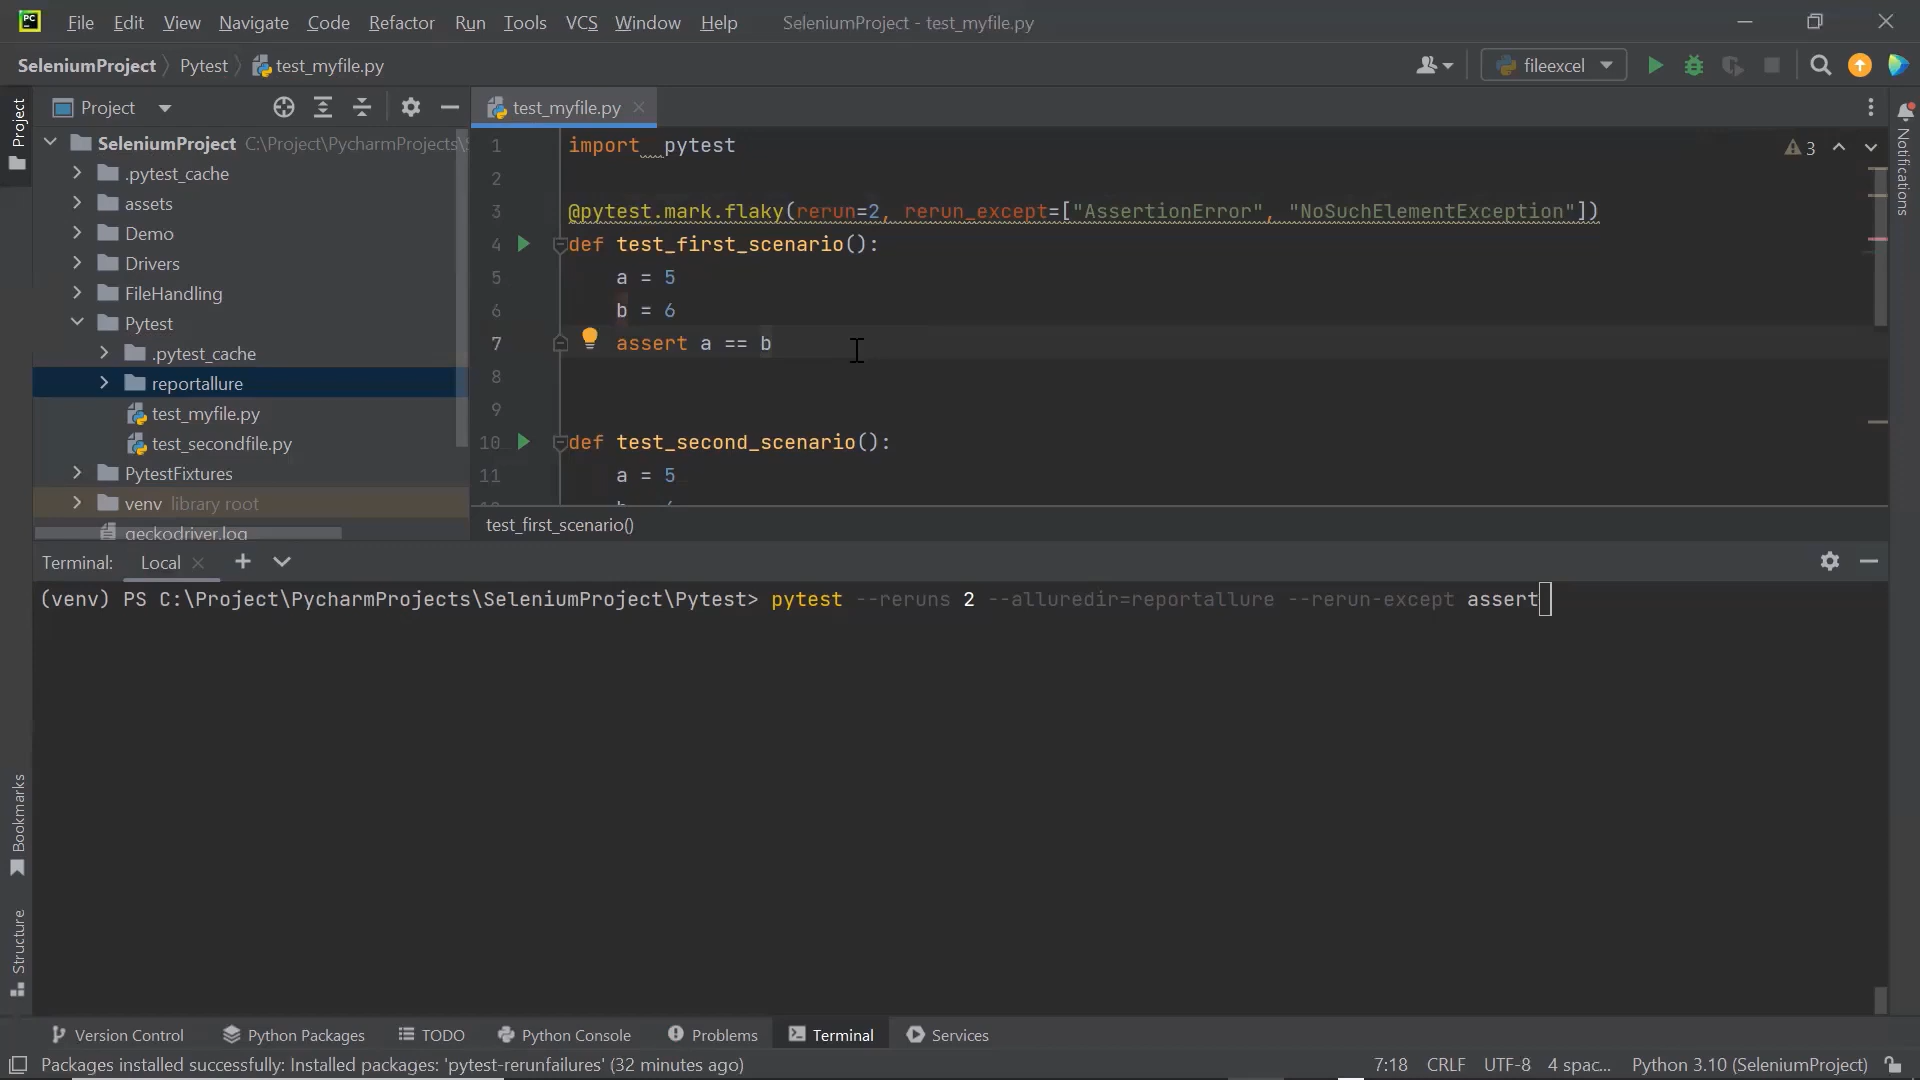 PC File Edit View Navigate Code Refactor Run Tools VCS Window Help SeleniumProject - test_myfile.py
SeleniumProject Pytest test_myfile.py fileexcel
Project test_myfile.py
SeleniumProject C:\Project\PycharmProjects\
.pytest_cache
assets
Demo
Drivers
FileHandling
Pytest
.pytest_cache
reportallure
test_myfile.py
test_secondfile.py
PytestFixtures
venv library root
geckodriver.log
Project
Bookmarks
Structure
Notifications
1 import  pytest
2
3 @pytest.mark.flaky(rerun=2, rerun_except=["AssertionError", "NoSuchElementException"])
4 def test_first_scenario():
5 a = 5
6 b = 6
7 assert a == b
8
9
10 def test_second_scenario():
11 a = 5
3
test_first_scenario()
Terminal: Local
(venv) PS C:\Project\PycharmProjects\SeleniumProject\Pytest> pytest --reruns 2 --alluredir=reportallure --rerun-except assert
Version Control Python Packages TODO Python Console Problems Terminal Services
Packages installed successfully: Installed packages: 'pytest-rerunfailures' (32 minutes ago) 7:18 CRLF UTF-8 4 spac... Python 3.10 (SeleniumProject)